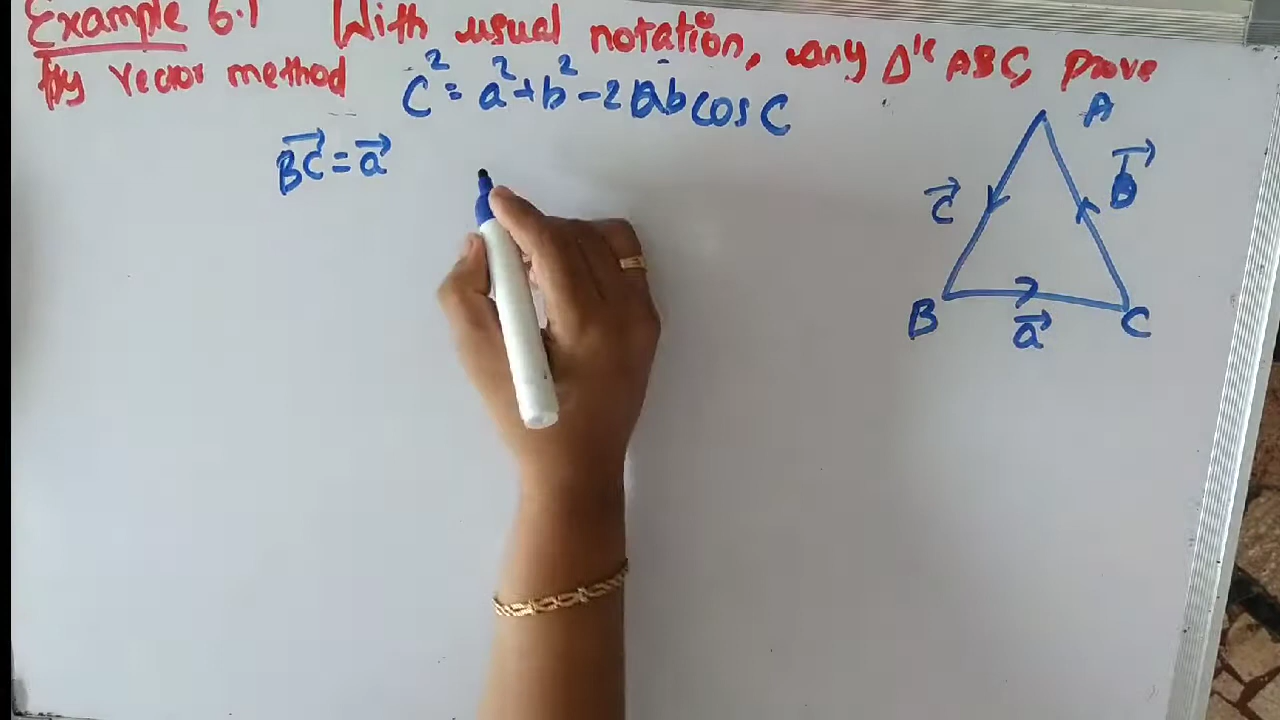 Example 6.1 With usual notation, any Δ'le ABC, prove
by vector method c² = a² + b² - 2ab cos C
A
BC⃗ = a⃗
b⃗
c⃗
B
C
a⃗